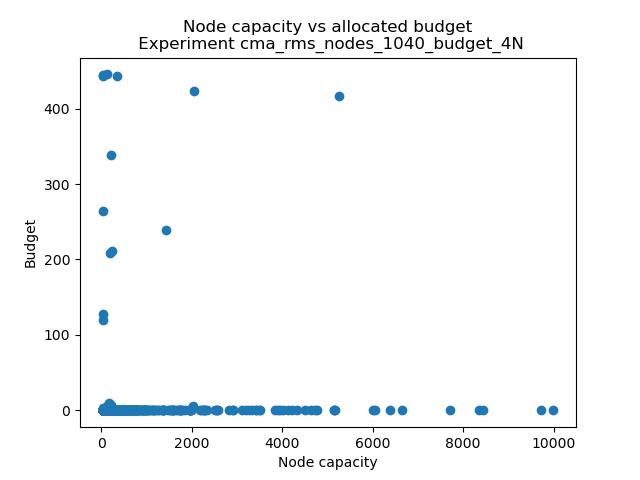 Node capacity vs allocated budget
Experiment cma_rms_nodes_1040_budget_4N
400
300
200
100
0
Budget
0 2000 4000 6000 8000 10000
Node capacity